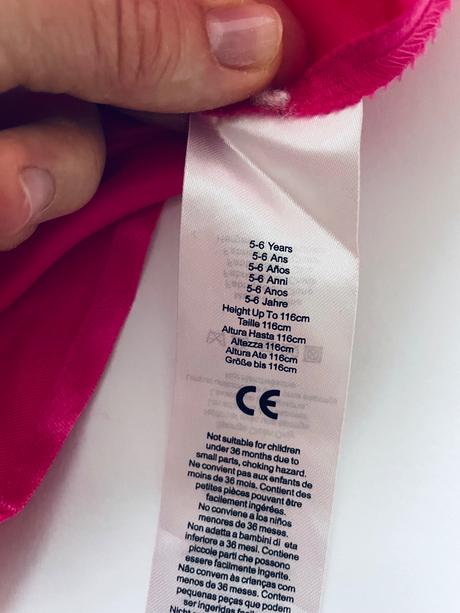 5-6 Years
5-6 Ans
5-6 Años
5-6 Anni
5-6 Anos
5-6 Jahre
Height Up To 116cm
Taille 116cm
Altura Hasta 116cm
Altezza 116cm
Altura Ate 116cm
Größe bis 116cm
CE
Not suitable for children
under 36 months due to
small parts, choking hazard.
Ne convient pas aux enfants de
moins de 36 mois. Contient des
petites pièces pouvant être
facilement ingérées.
No conviene a los niños
menores de 36 meses.
Non adatta a bambini di eta
inferiore a 36 mesi. Contiene
piccole parti che possono
essere facilmente ingerite.
Não convém às crianças com
menos de 36 meses. Contém
pequenas peças que podem
ser ingeridas